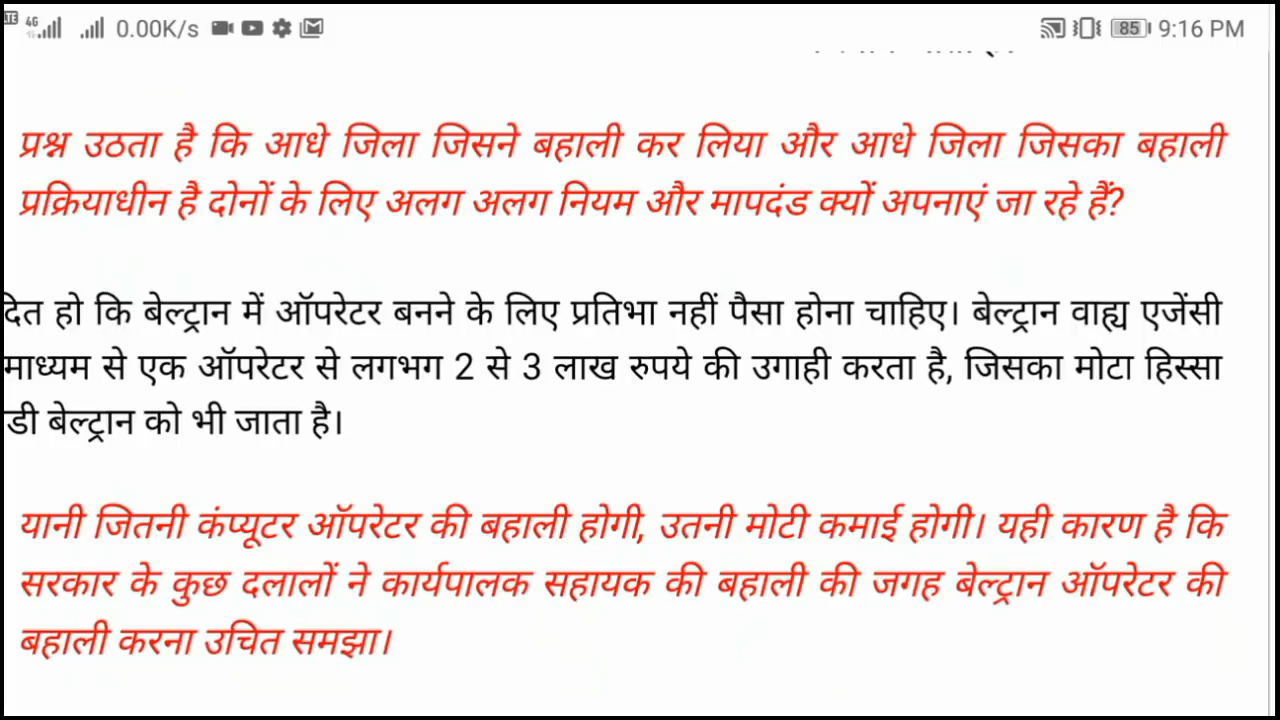 4G 0.00K/s 85 9:16 PM
प्रश्न उठता है कि आधे जिला जिसने बहाली कर लिया और आधे जिला जिसका बहाली
प्रक्रियाधीन है दोनों के लिए अलग अलग नियम और मापदंड क्यों अपनाएं जा रहे हैं?
दित हो कि बेल्ट्रान में ऑपरेटर बनने के लिए प्रतिभा नहीं पैसा होना चाहिए। बेल्ट्रान वाह्य एजेंसी
माध्यम से एक ऑपरेटर से लगभग 2 से 3 लाख रुपये की उगाही करता है, जिसका मोटा हिस्सा
डी बेल्ट्रान को भी जाता है।
यानी जितनी कंप्यूटर ऑपरेटर की बहाली होगी, उतनी मोटी कमाई होगी। यही कारण है कि
सरकार के कुछ दलालों ने कार्यपालक सहायक की बहाली की जगह बेल्ट्रान ऑपरेटर की
बहाली करना उचित समझा।